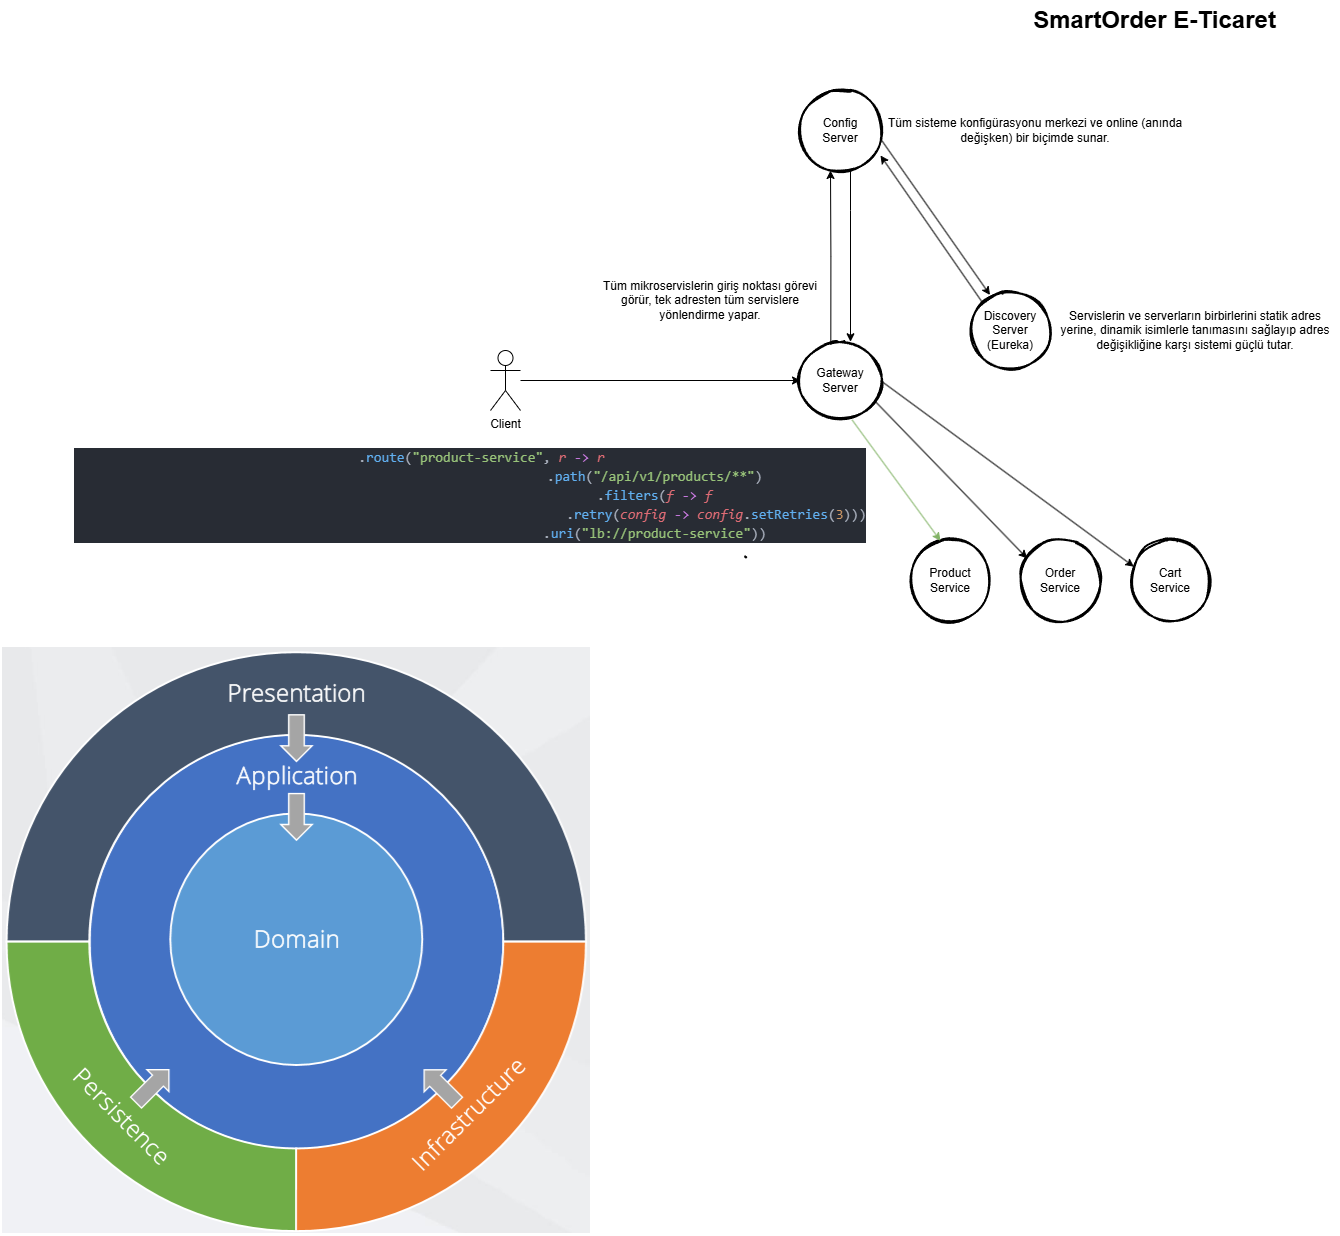 SmartOrder E-Ticaret
Config
Server
Tüm sisteme konfigürasyonu merkezi ve online (anında
değişken) bir biçimde sunar.
Tüm mikroservislerin giriş noktası görevi
görür, tek adresten tüm servislere
yönlendirme yapar.
Discovery
Server
(Eureka)
Servislerin ve serverların birbirlerini statik adres
yerine, dinamik isimlerle tanımasını sağlayıp adres
değişikliğine karşı sistemi güçlü tutar.
Gateway
Server
Client
.route("product-service", r -> r
.path("/api/v1/products/**")
.filters(f -> f
.retry(config -> config.setRetries(3)))
.uri("lb://product-service"))
Product
Service
Order
Service
Cart
Service
Presentation
Application
Domain
Persistence
Infrastructure